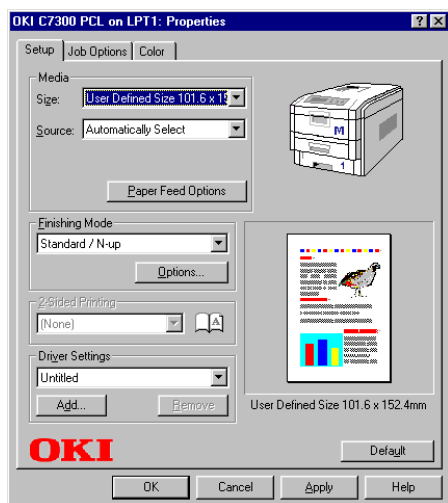 OKI C7300 PCL on LPT1: Properties
Setup Job Options Color
Media
Size: User Defined Size 101.6 x 15
Source: Automatically Select
Paper Feed Options
M
1
Finishing Mode
Standard / N-up
Options...
2-Sided Printing
(None)
A
Driver Settings
Untitled
Add... Remove
User Defined Size 101.6 x 152.4mm
OKI
Default
OK Cancel Apply Help